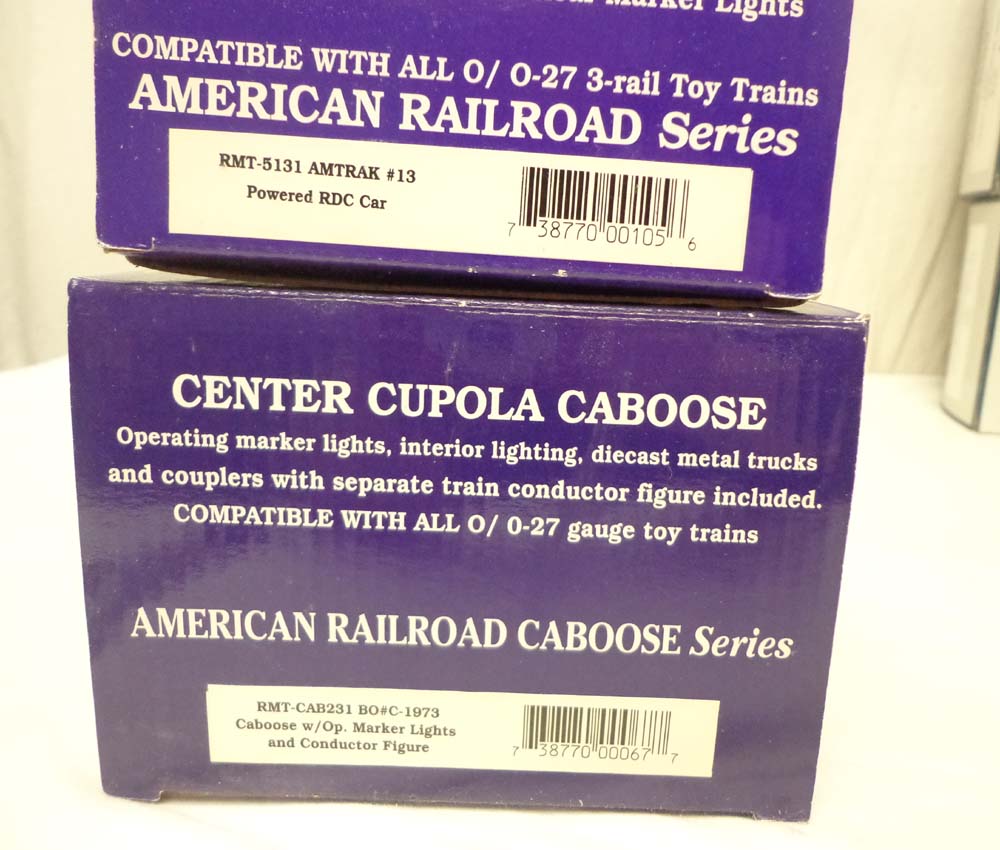 Marker Lights
COMPATIBLE WITH ALL O/ O-27 3-rail Toy Trains
AMERICAN RAILROAD Series
RMT-5131 AMTRAK #13
Powered RDC Car
7 38770 00105 6
CENTER CUPOLA CABOOSE
Operating marker lights, interior lighting, diecast metal trucks
and couplers with separate train conductor figure included.
COMPATIBLE WITH ALL O/ 0-27 gauge toy trains
AMERICAN RAILROAD CABOOSE Series
RMT-CAB231 BO#C-1973
Caboose w/Op. Marker Lights
and Conductor Figure
7 38770 00067 7